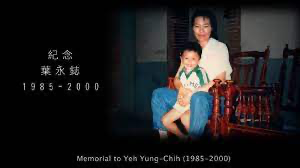 紀念
葉永鋕
1985-2000
Memorial to Yeh Yung-Chih (1985-2000)